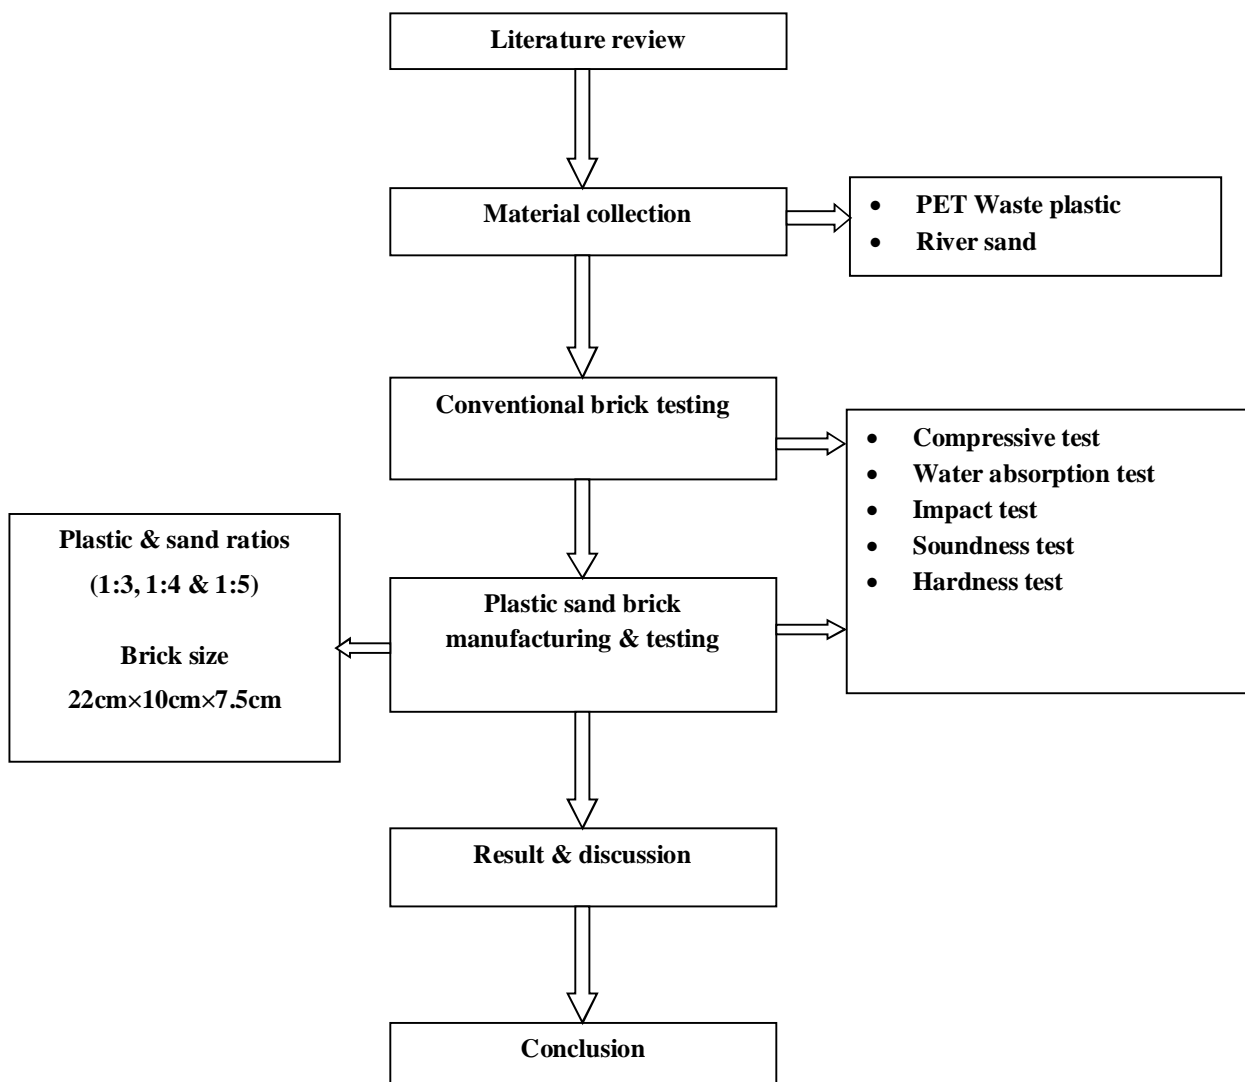 Literature review
Material collection
• PET Waste plastic
• River sand
Conventional brick testing
• Compressive test
• Water absorption test
• Impact test
• Soundness test
• Hardness test
Plastic & sand ratios
(1:3, 1:4 & 1:5)
Brick size
22cm×10cm×7.5cm
Plastic sand brick
manufacturing & testing
Result & discussion
Conclusion